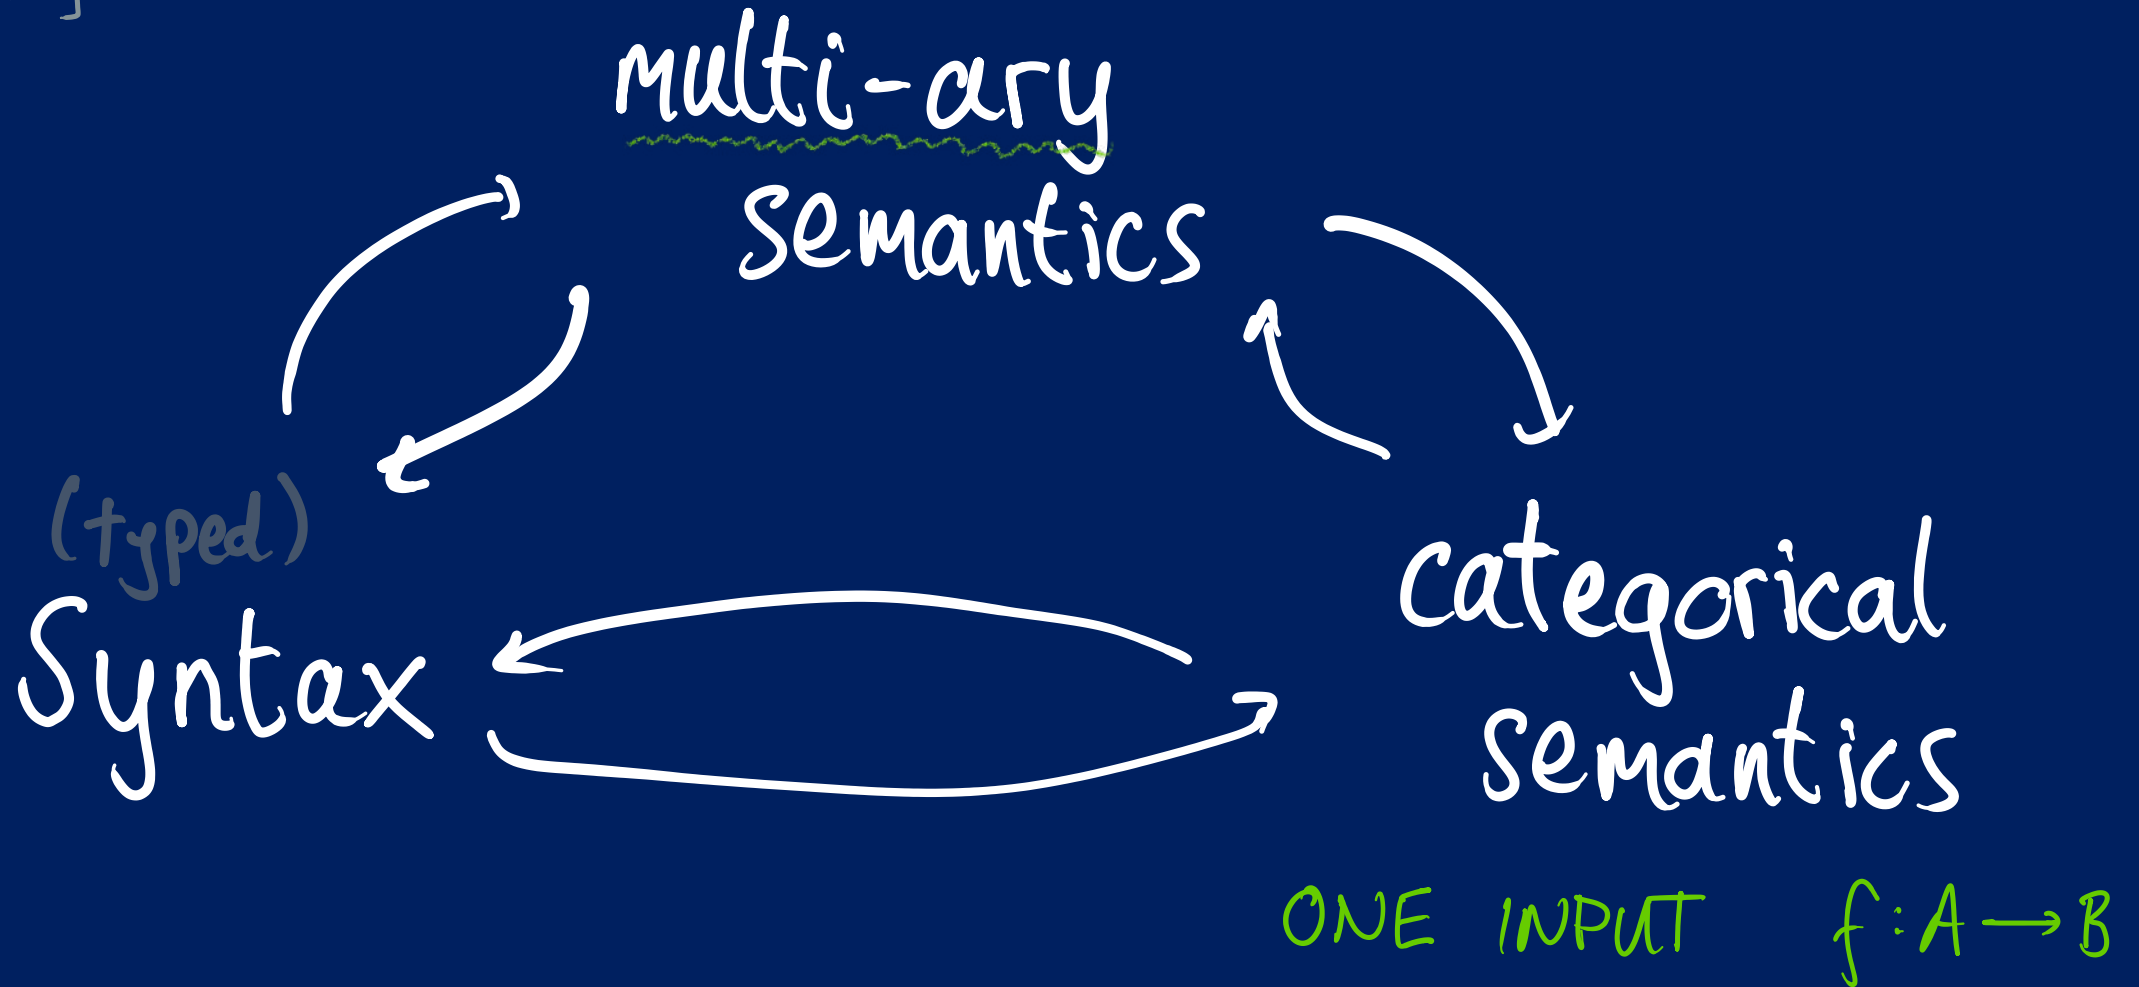 multi-ary
semantics
(typed)
Syntax
categorical
semantics
ONE INPUT f : A → B